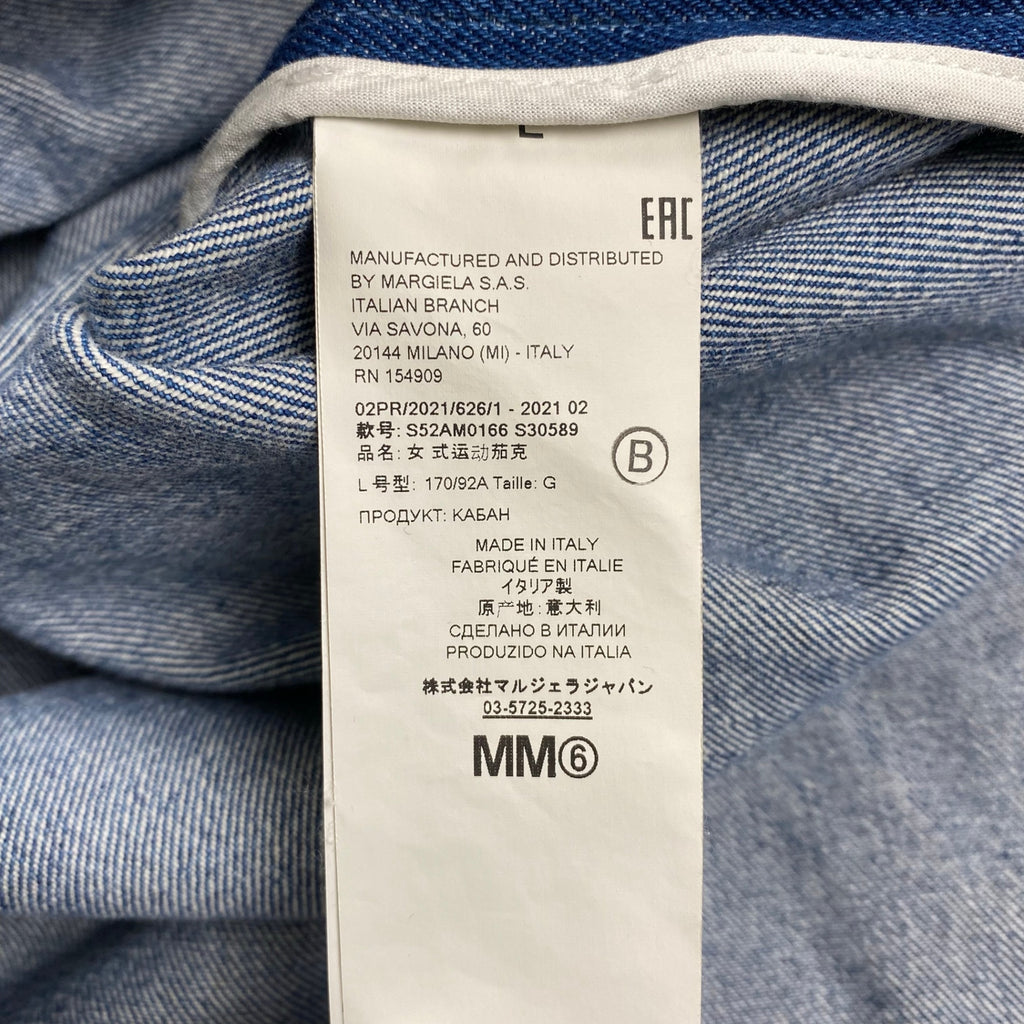 L
EAC
MANUFACTURED AND DISTRIBUTED
BY MARGIELA S.A.S.
ITALIAN BRANCH
VIA SAVONA, 60
20144 MILANO (MI) - ITALY
RN 154909
02PR/2021/626/1 - 2021 02
款号: S52AM0166 S30589
品名: 女 式运动茄克
B
L 号型: 170/92A Taille: G
ПРОДУКТ: КАБАН
MADE IN ITALY
FABRIQUÉ EN ITALIE
イタリア製
原产地: 意大利
СДЕЛАНО В ИТАЛИИ
PRODUZIDO NA ITALIA
株式会社マルジェラジャパン
03-5725-2333
MM⑥